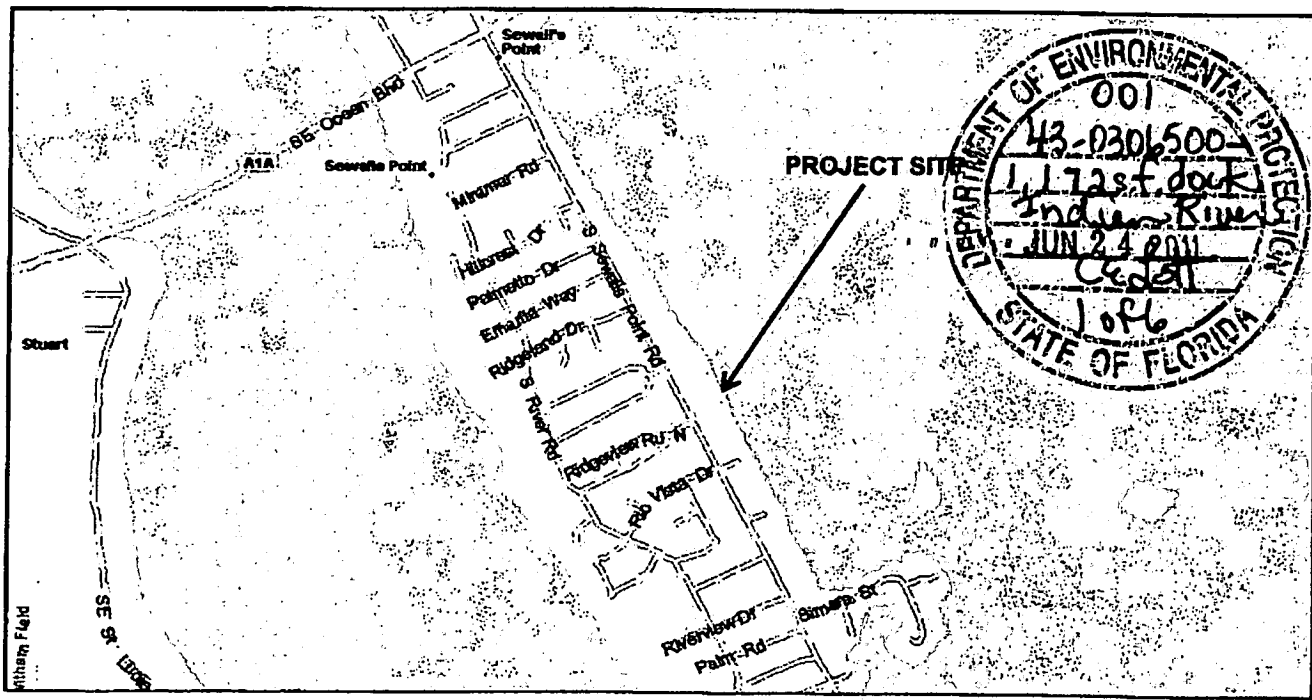 Sewall's
Point
SE Ocean Blvd
A1A
Sewalls Point
Miramar Rd
PROJECT SITE
Hillcrest Dr
Palmetto Dr
Emarita Way
Ridgeland Dr
S Sewalls Point Rd
S River Rd
Stuart
Ridgeview Rd N
Rio Vista Dr
Riverview Dr
Simara St
Palm Rd
SE St Lucie
Witham Field
DEPARTMENT OF ENVIRONMENTAL PROTECTION
001
43-0306500-
1,172 s.f. dock
Indian River
JUN 24 2011
1 of 6
STATE OF FLORIDA